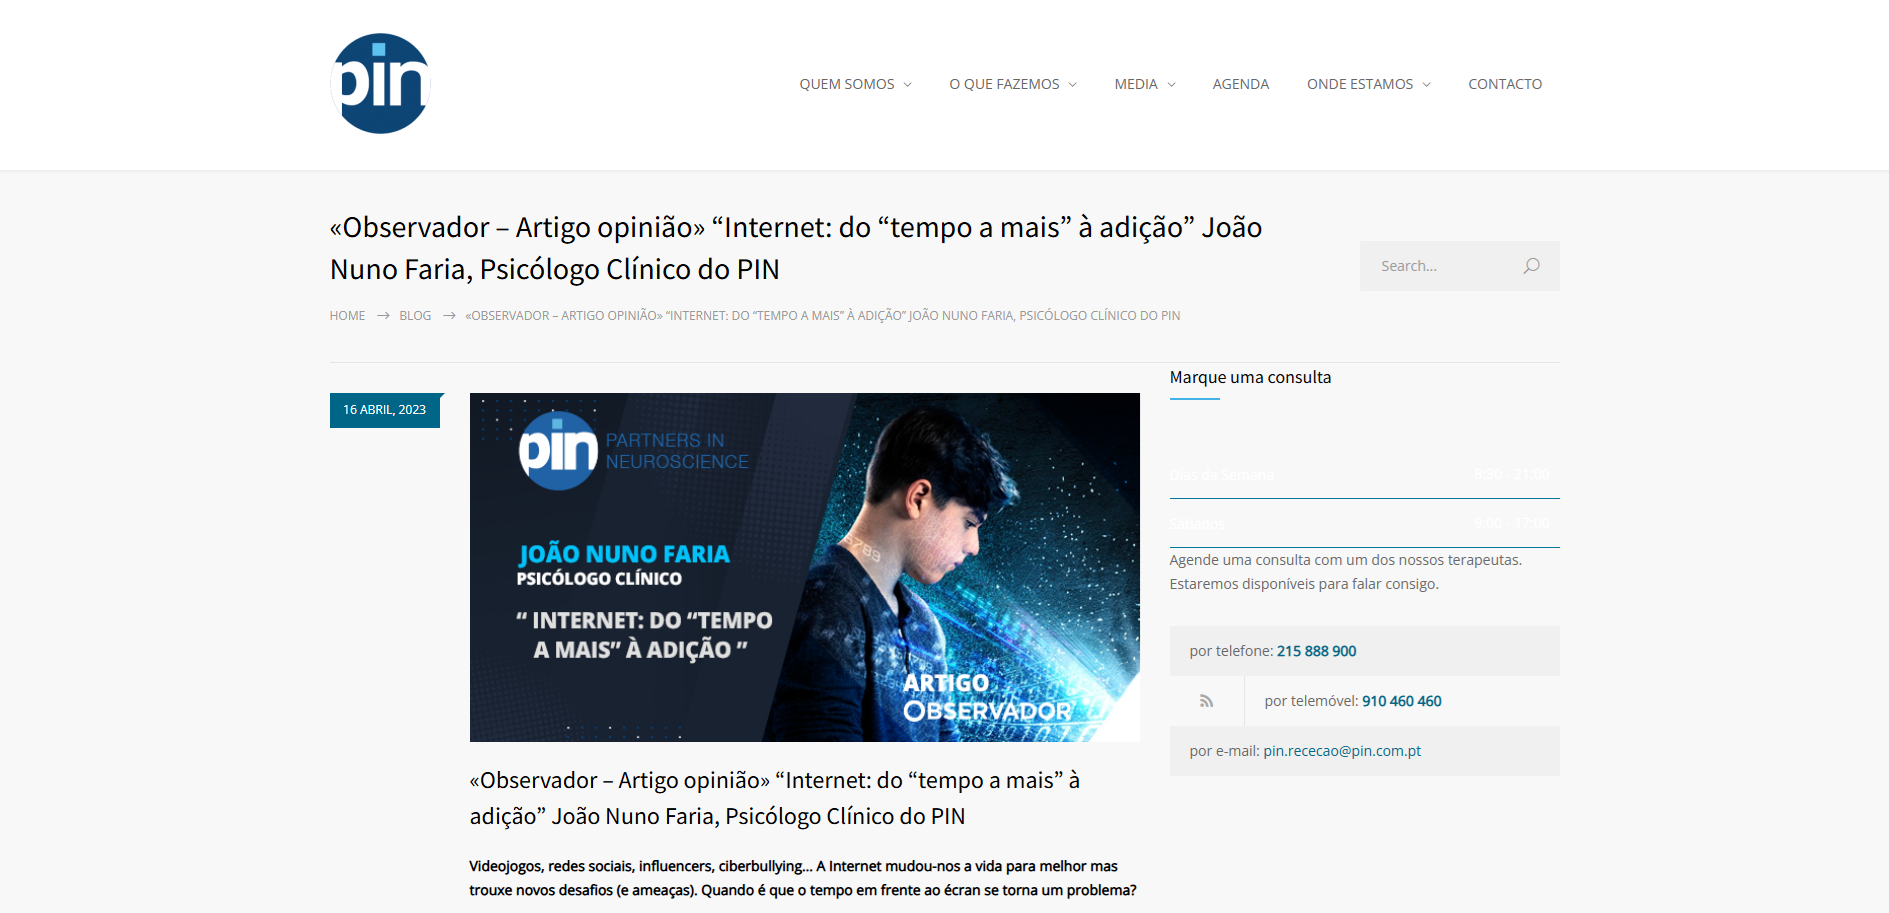 pin
QUEM SOMOS
O QUE FAZEMOS
MEDIA
AGENDA
ONDE ESTAMOS
CONTACTO
«Observador – Artigo opinião» “Internet: do “tempo a mais” à adição” João
Nuno Faria, Psicólogo Clínico do PIN
Search...
HOME → BLOG → «OBSERVADOR – ARTIGO OPINIÃO» “INTERNET: DO “TEMPO A MAIS” À ADIÇÃO” JOÃO NUNO FARIA, PSICÓLOGO CLÍNICO DO PIN
16 ABRIL, 2023
pin PARTNERS IN
NEUROSCIENCE
JOÃO NUNO FARIA
PSICÓLOGO CLÍNICO
“ INTERNET: DO “TEMPO
A MAIS” À ADIÇÃO ”
ARTIGO
OBSERVADOR
«Observador – Artigo opinião» “Internet: do “tempo a mais” à
adição” João Nuno Faria, Psicólogo Clínico do PIN
Videojogos, redes sociais, influencers, ciberbullying... A Internet mudou-nos a vida para melhor mas
trouxe novos desafios (e ameaças). Quando é que o tempo em frente ao écran se torna um problema?
Marque uma consulta
Dias da Semana 8:30 - 21:00
Sábados 9:00 - 17:00
Agende uma consulta com um dos nossos terapeutas.
Estaremos disponíveis para falar consigo.
por telefone: 215 888 900
por telemóvel: 910 460 460
por e-mail: pin.rececao@pin.com.pt